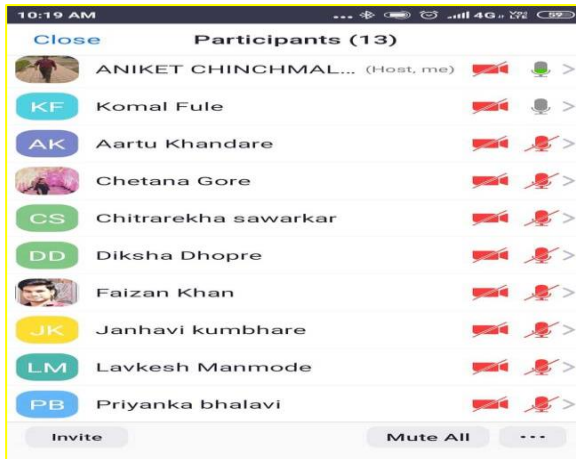 10:19 AM ... 4G 59
Close Participants (13)
ANIKET CHINCHMAL... (Host, me)
KF Komal Fule
AK Aartu Khandare
Chetana Gore
CS Chitrarekha sawarkar
DD Diksha Dhopre
Faizan Khan
JK Janhavi kumbhare
LM Lavkesh Manmode
PB Priyanka bhalavi
Invite Mute All ...